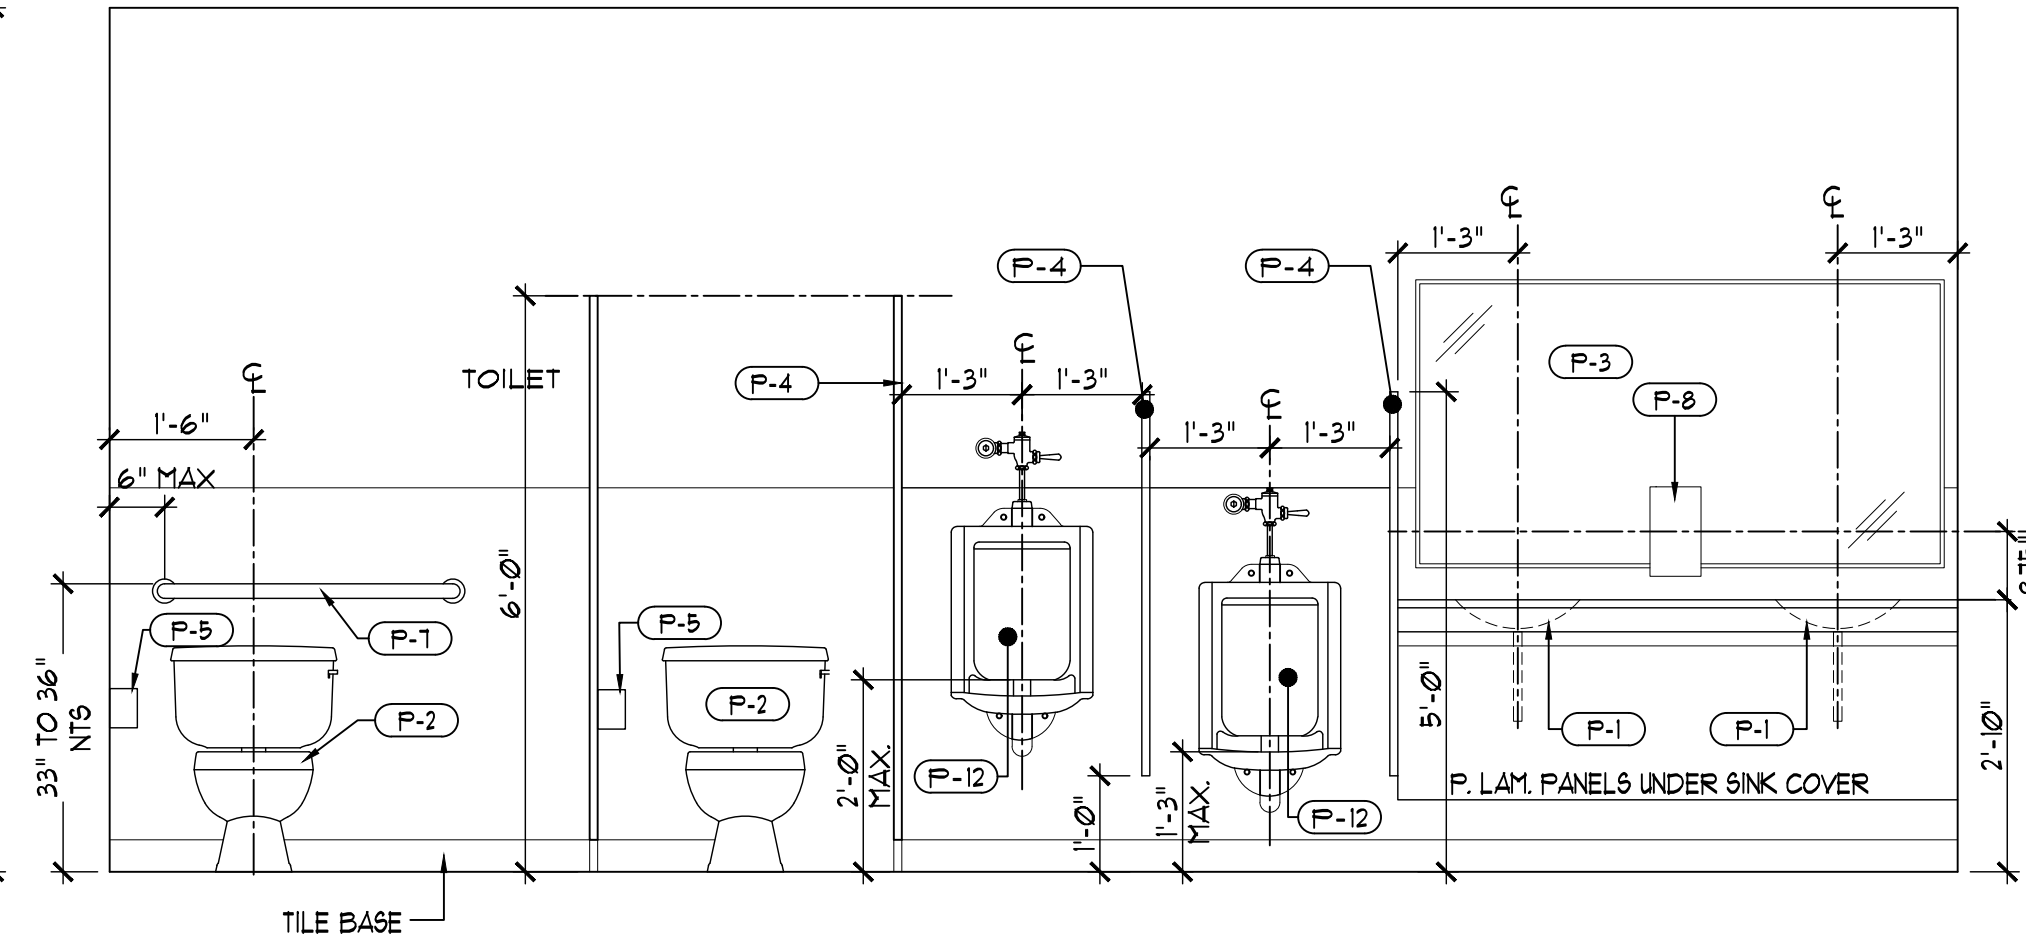 ℄
℄
1'-3"
1'-3"
P-4
P-4
℄
P-3
℄
TOILET
P-4
1'-3"
1'-3"
P-8
℄
1'-6"
1'-3"
1'-3"
6" MAX
6'-0"
P-5
P-7
P-5
33" TO 36"
NTS
P-2
P-2
2'-0"
MAX.
P-12
5'-0"
P-1
P-1
2'-10"
P. LAM. PANELS UNDER SINK COVER
1'-0"
1'-3"
MAX.
P-12
TILE BASE